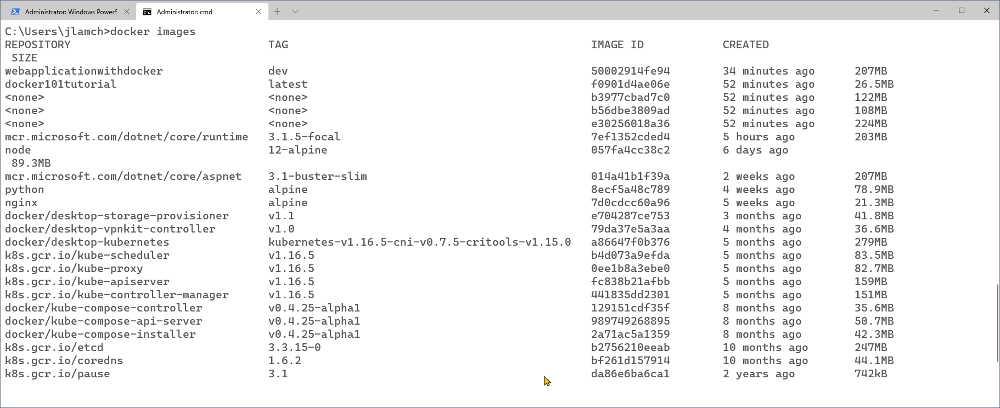 Administrator: Windows PowerS
Administrator: cmd
C:\Users\jlamch>docker images
REPOSITORY TAG IMAGE ID CREATED
SIZE
webapplicationwithdocker dev 50002914fe94 34 minutes ago 207MB
docker101tutorial latest f0901d4ae06e 52 minutes ago 26.5MB
<none> <none> b3977cbad7c0 52 minutes ago 122MB
<none> <none> b56dbe3809ad 52 minutes ago 108MB
<none> <none> e30256018a36 52 minutes ago 224MB
mcr.microsoft.com/dotnet/core/runtime 3.1.5-focal 7ef1352cded4 5 hours ago 203MB
node 12-alpine 057fa4cc38c2 6 days ago
89.3MB
mcr.microsoft.com/dotnet/core/aspnet 3.1-buster-slim 014a41b1f39a 2 weeks ago 207MB
python alpine 8ecf5a48c789 4 weeks ago 78.9MB
nginx alpine 7d0cdcc60a96 5 weeks ago 21.3MB
docker/desktop-storage-provisioner v1.1 e704287ce753 3 months ago 41.8MB
docker/desktop-vpnkit-controller v1.0 79da37e5a3aa 4 months ago 36.6MB
docker/desktop-kubernetes kubernetes-v1.16.5-cni-v0.7.5-critools-v1.15.0 a86647f0b376 5 months ago 279MB
k8s.gcr.io/kube-scheduler v1.16.5 b4d073a9efda 5 months ago 83.5MB
k8s.gcr.io/kube-proxy v1.16.5 0ee1b8a3ebe0 5 months ago 82.7MB
k8s.gcr.io/kube-apiserver v1.16.5 fc838b21afbb 5 months ago 159MB
k8s.gcr.io/kube-controller-manager v1.16.5 441835dd2301 5 months ago 151MB
docker/kube-compose-controller v0.4.25-alpha1 129151cdf35f 8 months ago 35.6MB
docker/kube-compose-api-server v0.4.25-alpha1 989749268895 8 months ago 50.7MB
docker/kube-compose-installer v0.4.25-alpha1 2a71ac5a1359 8 months ago 42.3MB
k8s.gcr.io/etcd 3.3.15-0 b2756210eeab 10 months ago 247MB
k8s.gcr.io/coredns 1.6.2 bf261d157914 10 months ago 44.1MB
k8s.gcr.io/pause 3.1 da86e6ba6ca1 2 years ago 742kB